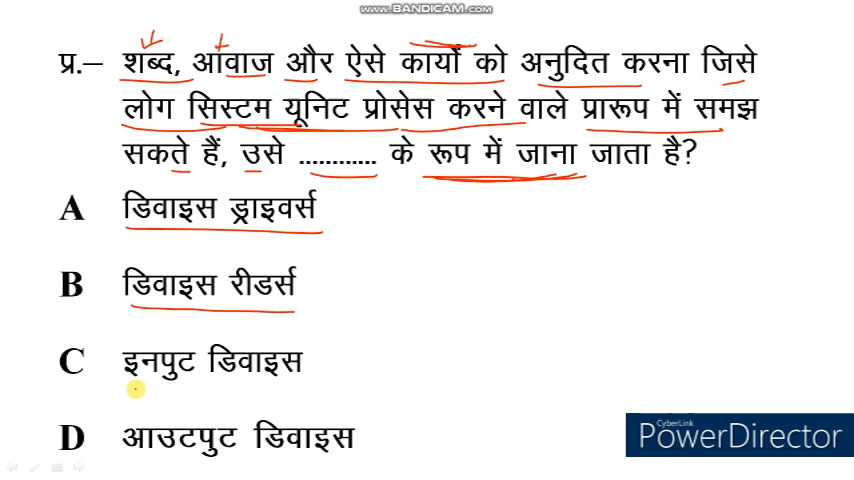 www.BANDICAM.com
प्र.– शब्द, आवाज और ऐसे कार्यों को अनुदित करना जिसे
लोग सिस्टम यूनिट प्रोसेस करने वाले प्रारूप में समझ
सकते हैं, उसे ............ के रूप में जाना जाता है?
A डिवाइस ड्राइवर्स
B डिवाइस रीडर्स
C इनपुट डिवाइस
D आउटपुट डिवाइस
CyberLink
PowerDirector